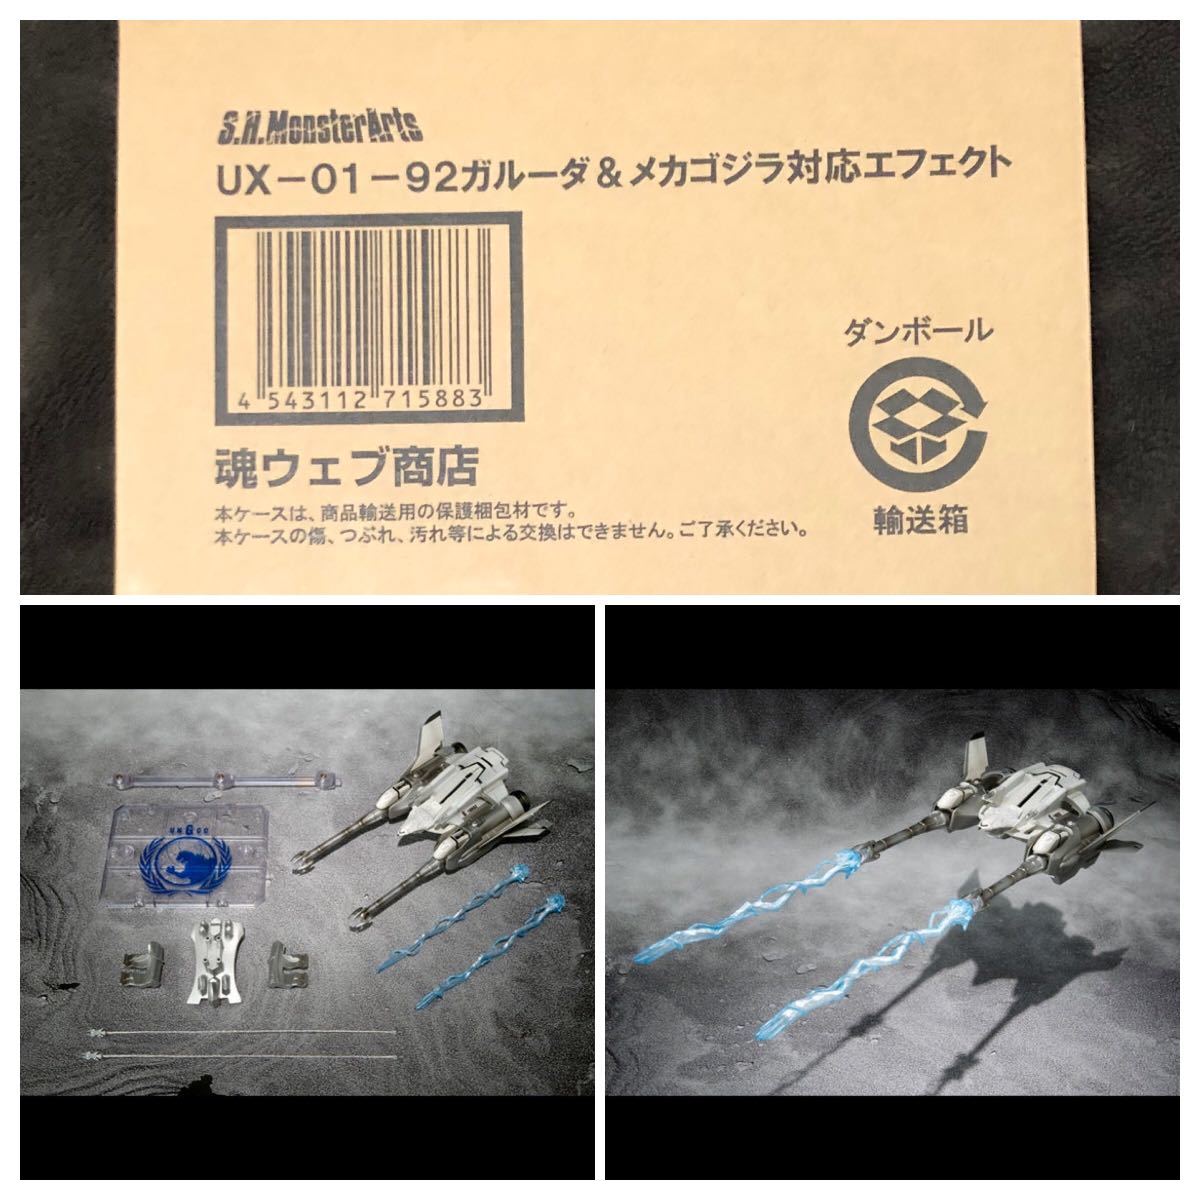 S.H.MonsterArts
UX-01-92ガルーダ＆メカゴジラ対応エフェクト
4 543112 715883
魂ウェブ商店
本ケースは、商品輸送用の保護梱包材です。
本ケースの傷、つぶれ、汚れ等による交換はできません。ご了承ください。
ダンボール
輸送箱
UNGCC